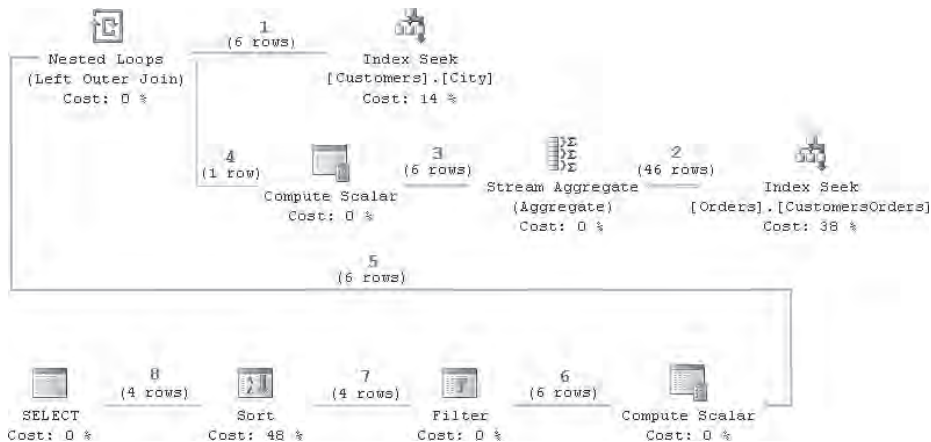 1
(6 rows)
Nested Loops
(Left Outer Join)
Cost: 0 %
Index Seek
[Customers].[City]
Cost: 14 %
4
(1 row)
Compute Scalar
Cost: 0 %
3
(6 rows)
Stream Aggregate
(Aggregate)
Cost: 0 %
2
(46 rows)
Index Seek
[Orders].[CustomersOrders]
Cost: 38 %
5
(6 rows)
8
(4 rows)
7
(4 rows)
6
(6 rows)
SELECT
Cost: 0 %
Sort
Cost: 48 %
Filter
Cost: 0 %
Compute Scalar
Cost: 0 %